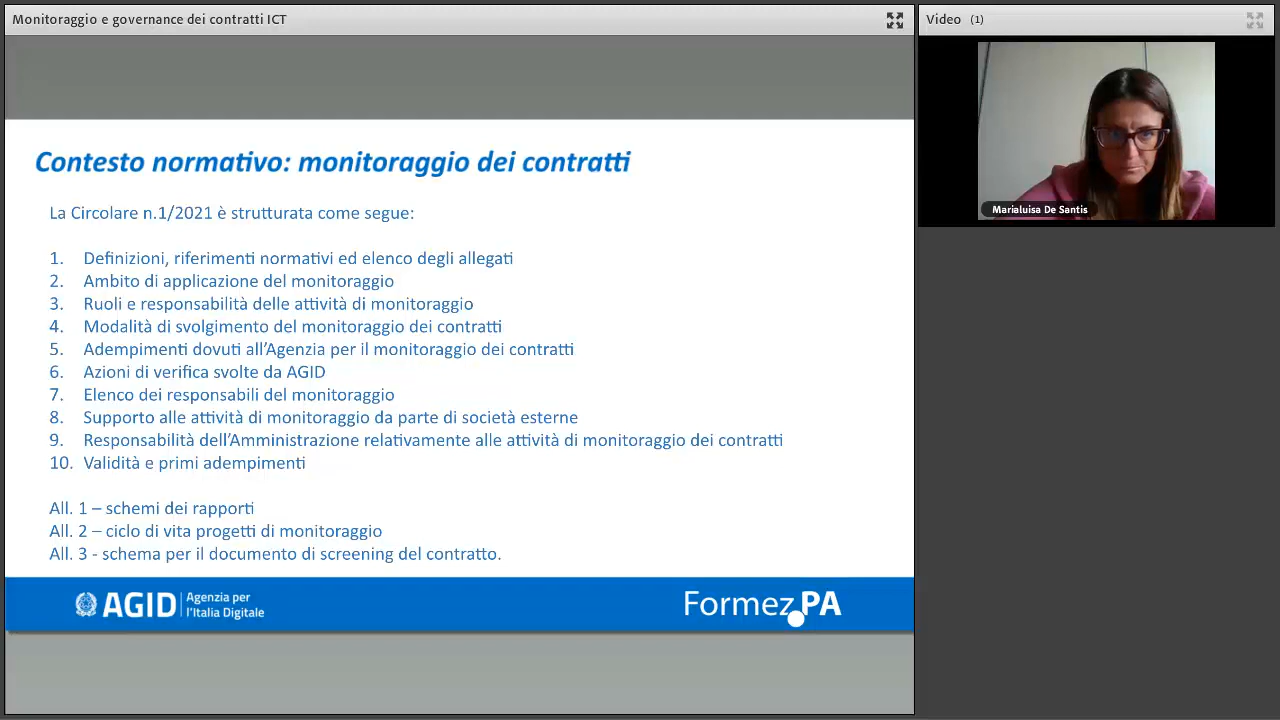 Monitoraggio e governance dei contratti ICT
Video (1)
Marialuisa De Santis
Contesto normativo: monitoraggio dei contratti
La Circolare n.1/2021 è strutturata come segue:
1. Definizioni, riferimenti normativi ed elenco degli allegati
2. Ambito di applicazione del monitoraggio
3. Ruoli e responsabilità delle attività di monitoraggio
4. Modalità di svolgimento del monitoraggio dei contratti
5. Adempimenti dovuti all’Agenzia per il monitoraggio dei contratti
6. Azioni di verifica svolte da AGID
7. Elenco dei responsabili del monitoraggio
8. Supporto alle attività di monitoraggio da parte di società esterne
9. Responsabilità dell’Amministrazione relativamente alle attività di monitoraggio dei contratti
10. Validità e primi adempimenti
All. 1 – schemi dei rapporti
All. 2 – ciclo di vita progetti di monitoraggio
All. 3 - schema per il documento di screening del contratto.
AGID
Agenzia per
l’Italia Digitale
Formez PA